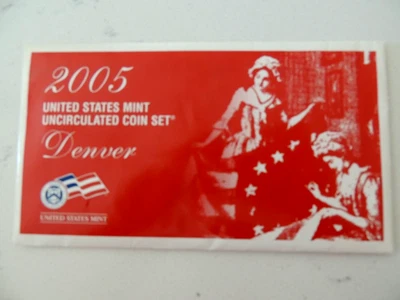 2005
UNITED STATES MINT
UNCIRCULATED COIN SET®
Denver
UNITED STATES MINT